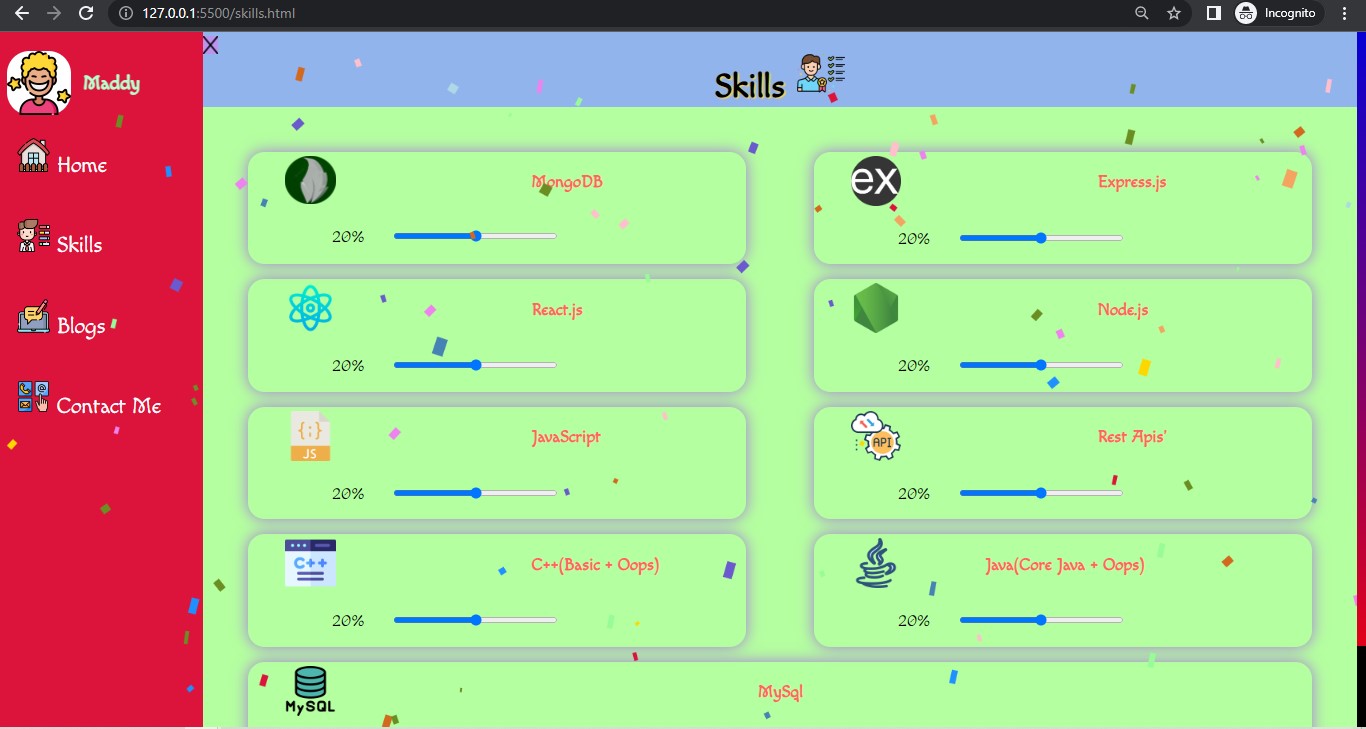 127.0.0.1:5500/skills.html
Incognito
X
Maddy
Home
Skills
Blogs
Contact Me
Skills
MongoDB
20%
ex
Express.js
20%
React.js
20%
Node.js
20%
{;}
JS
JavaScript
20%
API
Rest Apis'
20%
C++
C++(Basic + Oops)
20%
Java(Core Java + Oops)
20%
MySQL
MySql